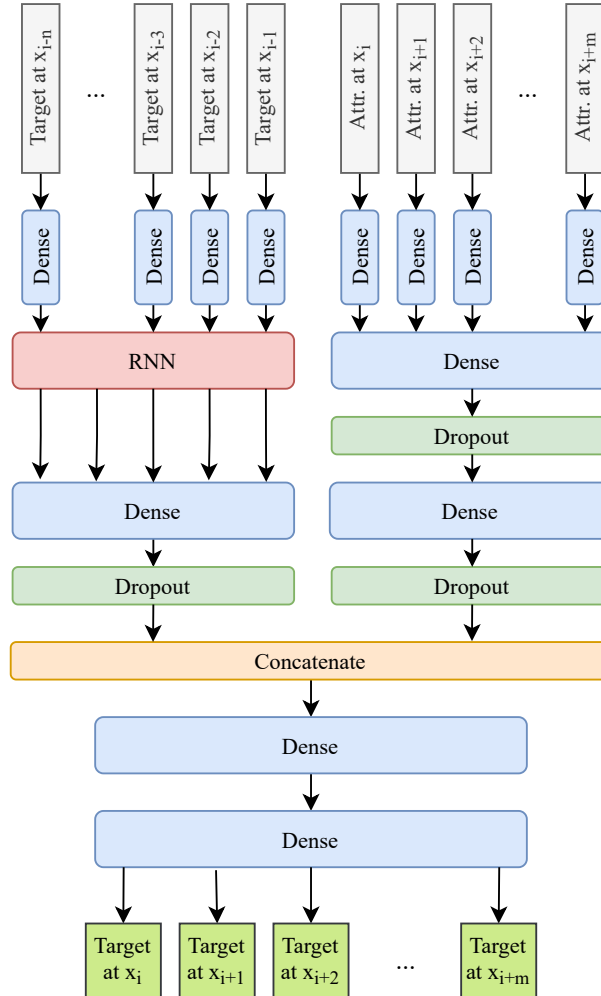 Target at x_{i-n}
...
Target at x_{i-3}
Target at x_{i-2}
Target at x_{i-1}
Attr. at x_i
Attr. at x_{i+1}
Attr. at x_{i+2}
...
Attr. at x_{i+m}
Dense
Dense
Dense
Dense
Dense
Dense
Dense
Dense
RNN
Dense
Dropout
Dense
Dense
Dropout
Dropout
Concatenate
Dense
Dense
Target
at x_i
Target
at x_{i+1}
Target
at x_{i+2}
...
Target
at x_{i+m}